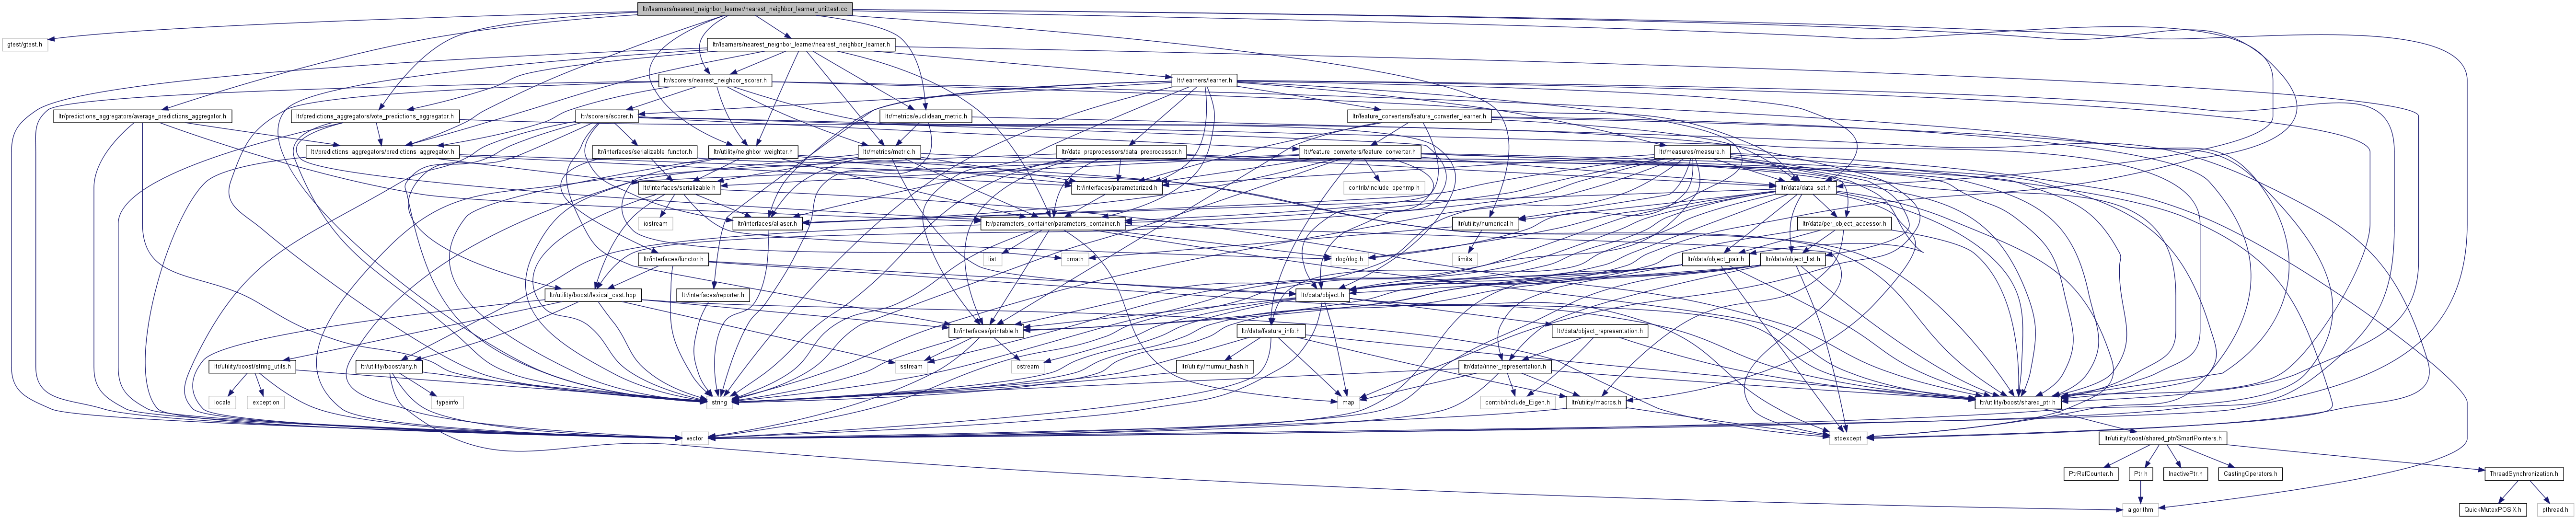 ltr/learners/nearest_neighbor_learner/nearest_neighbor_learner_unittest.cc
gtest/gtest.h
ltr/learners/nearest_neighbor_learner/nearest_neighbor_learner.h
ltr/scorers/nearest_neighbor_scorer.h
ltr/learners/learner.h
ltr/predictions_aggregators/average_predictions_aggregator.h
ltr/predictions_aggregators/vote_predictions_aggregator.h
ltr/scorers/scorer.h
ltr/metrics/euclidean_metric.h
ltr/feature_converters/feature_converter_learner.h
ltr/predictions_aggregators/predictions_aggregator.h
ltr/interfaces/serializable_functor.h
ltr/utility/neighbor_weighter.h
ltr/metrics/metric.h
ltr/data_preprocessors/data_preprocessor.h
ltr/feature_converters/feature_converter.h
ltr/measures/measure.h
ltr/interfaces/serializable.h
ltr/interfaces/parameterized.h
contrib/include_openmp.h
ltr/data/data_set.h
iostream
ltr/interfaces/aliaser.h
ltr/parameters_container/parameters_container.h
ltr/utility/numerical.h
ltr/data/per_object_accessor.h
ltr/interfaces/functor.h
list
cmath
rlog/rlog.h
limits
ltr/data/object_pair.h
ltr/data/object_list.h
ltr/utility/boost/lexical_cast.hpp
ltr/interfaces/reporter.h
ltr/data/object.h
ltr/interfaces/printable.h
ltr/data/feature_info.h
ltr/data/object_representation.h
ltr/utility/boost/string_utils.h
ltr/utility/boost/any.h
sstream
ostream
ltr/utility/murmur_hash.h
ltr/data/inner_representation.h
locale
exception
typeinfo
string
map
contrib/include_Eigen.h
ltr/utility/macros.h
ltr/utility/boost/shared_ptr.h
vector
stdexcept
ltr/utility/boost/shared_ptr/SmartPointers.h
PtrRefCounter.h
Ptr.h
InactivePtr.h
CastingOperators.h
ThreadSynchronization.h
algorithm
QuickMutexPOSIX.h
pthread.h